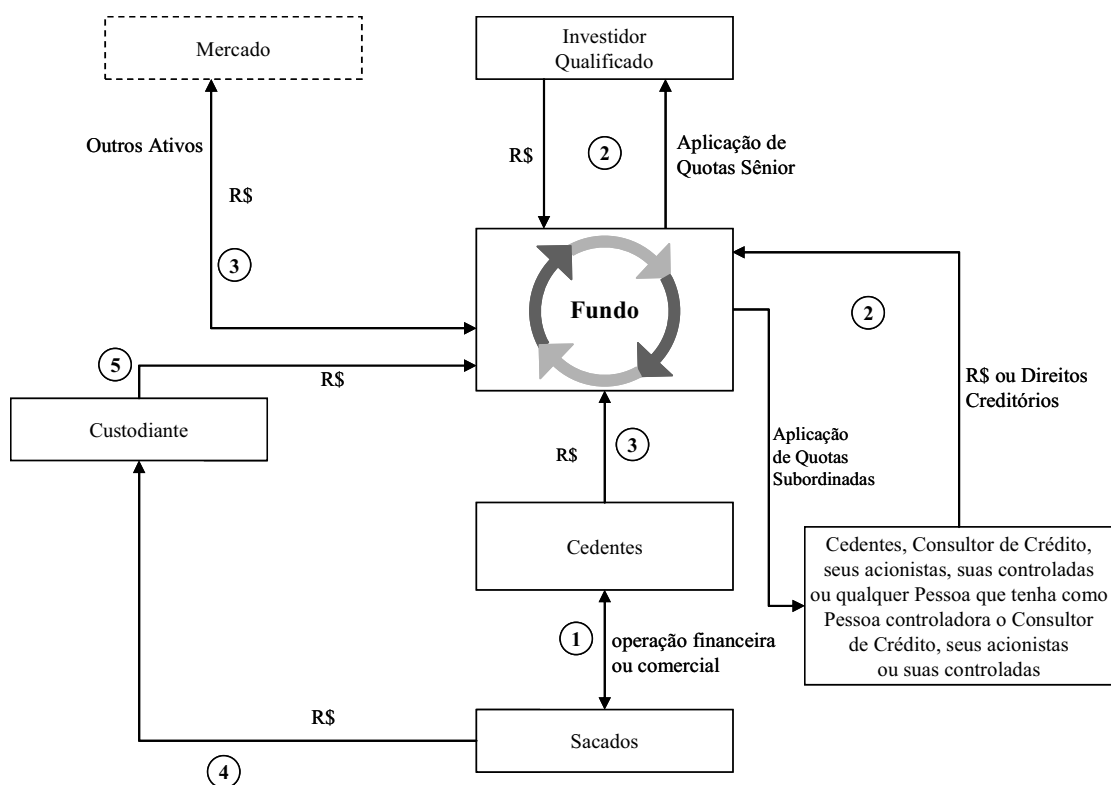 Mercado
Investidor
Qualificado
Outros Ativos
R$
3
R$
2
Aplicação de
Quotas Sênior
Fundo
2
R$ ou Direitos
Creditórios
5
R$
Custodiante
R$
3
Aplicação
de Quotas
Subordinadas
Cedentes
Cedentes, Consultor de Crédito,
seus acionistas, suas controladas
ou qualquer Pessoa que tenha como
Pessoa controladora o Consultor
de Crédito, seus acionistas
ou suas controladas
1
operação financeira
ou comercial
R$
4
Sacados